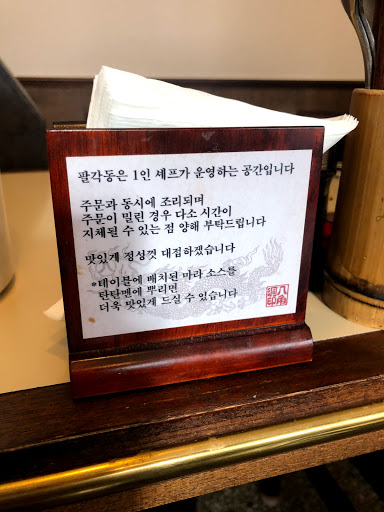 팔각동은 1인 셰프가 운영하는 공간입니다
주문과 동시에 조리되며
주문이 밀린 경우 다소 시간이
지체될 수 있는 점 양해 부탁드립니다
맛있게 정성껏 대접하겠습니다
*테이블에 배치된 마라 소스를
탄탄멘에 뿌리면
더욱 맛있게 드실 수 있습니다